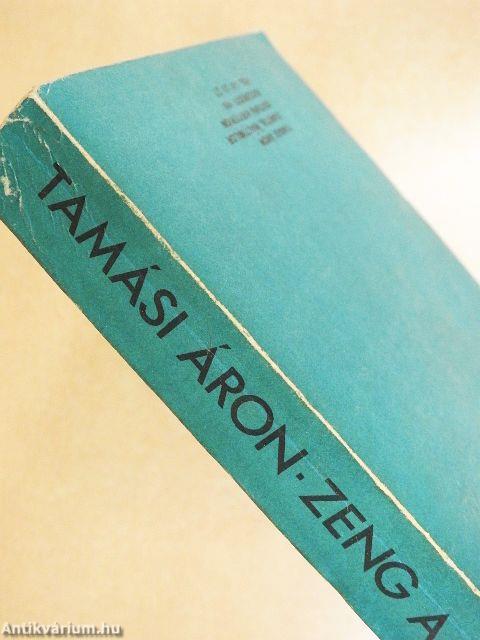 TAMÁSI ÁRON · ZENG A
Antikvárium.hu